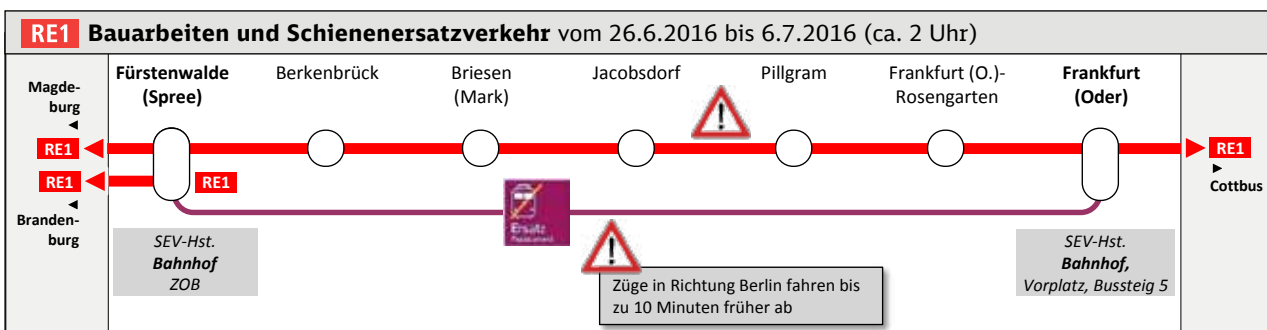 RE1 Bauarbeiten und Schienenersatzverkehr vom 26.6.2016 bis 6.7.2016 (ca. 2 Uhr)
Magde-
burg
RE1
RE1
Branden-
burg
Fürstenwalde
(Spree)
RE1
Berkenbrück
Briesen
(Mark)
Jacobsdorf
Pillgram
Frankfurt (O.)-
Rosengarten
Frankfurt
(Oder)
RE1
Cottbus
SEV-Hst.
Bahnhof
ZOB
Ersatz
Züge in Richtung Berlin fahren bis
zu 10 Minuten früher ab
SEV-Hst.
Bahnhof,
Vorplatz, Bussteig 5